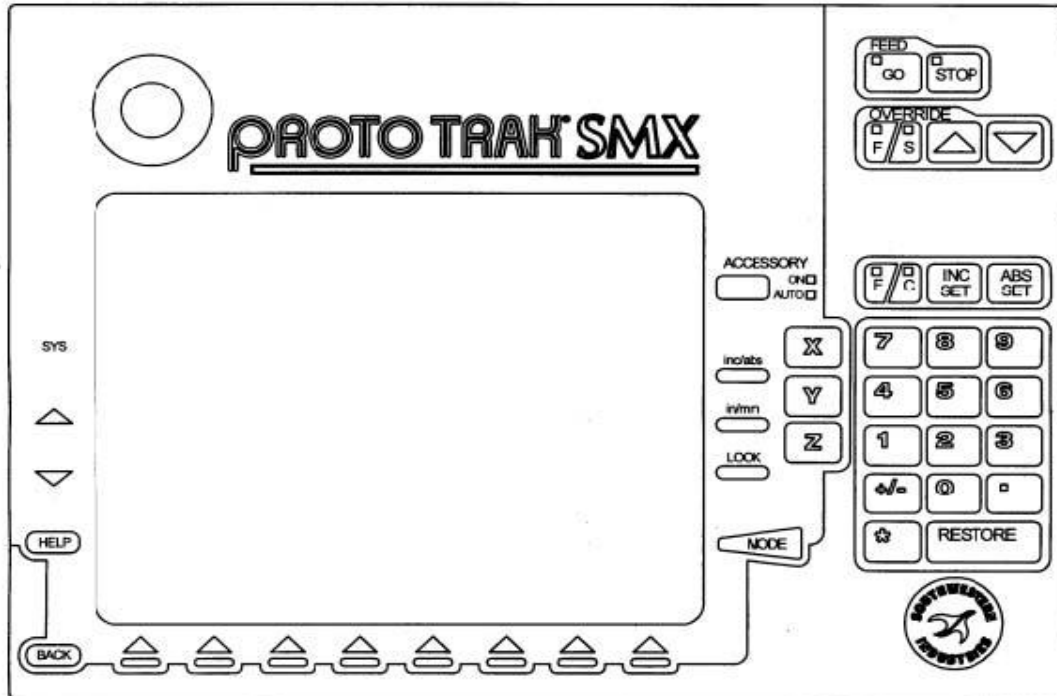 FEED
GO STOP
OVERRIDE
F/S
PROTO TRAK® SMX
ACCESSORY
ON
AUTO
F/C INC SET ABS SET
SYS
inc/abs
in/mm
LOOK
X
Y
Z
7 8 9
4 5 6
1 2 3
+/- 0 .
* RESTORE
HELP
MODE
BACK
SOUTHWESTERN
INDUSTRIES